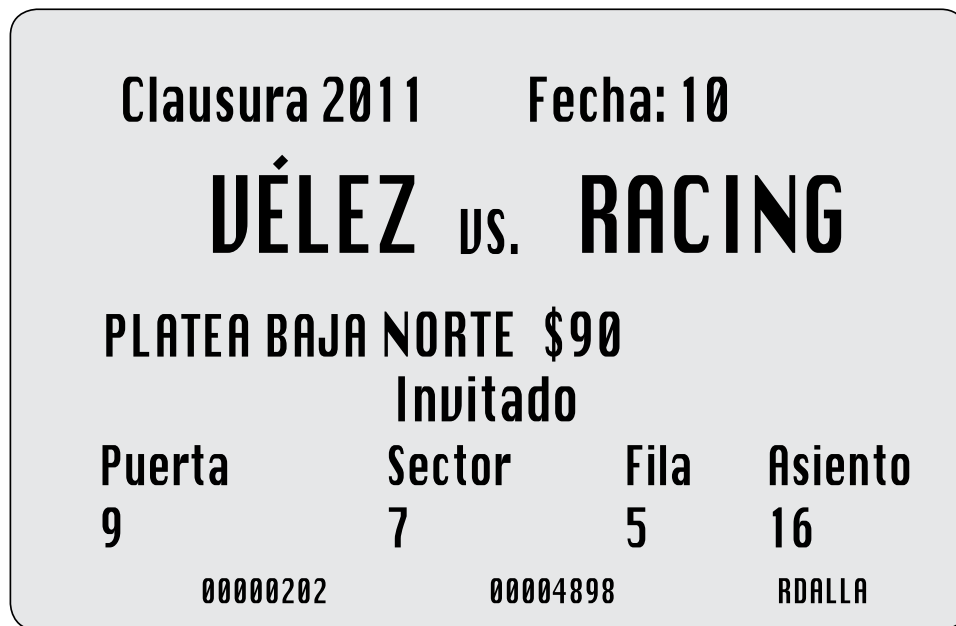 Clausura 2011 Fecha: 10
VÉLEZ vs. RACING
PLATEA BAJA NORTE $90
Invitado
Puerta Sector Fila Asiento
9 7 5 16
00000202 00004898 RDALLA